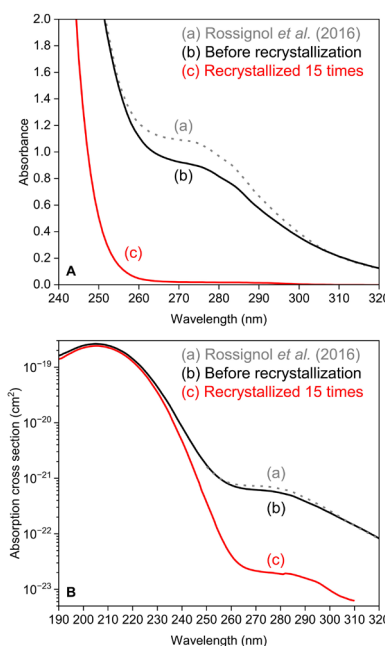 (a) Rossignol et al. (2016)
(b) Before recrystallization
(c) Recrystallized 15 times
Absorbance
2.0
1.8
1.6
1.4
1.2
1.0
0.8
0.6
0.4
0.2
0.0
(a)
(b)
(c)
A
240 250 260 270 280 290 300 310 320
Wavelength (nm)
(a) Rossignol et al. (2016)
(b) Before recrystallization
(c) Recrystallized 15 times
Absorption cross section (cm²)
10⁻¹⁹
10⁻²⁰
10⁻²¹
10⁻²²
10⁻²³
(a)
(b)
(c)
B
190 200 210 220 230 240 250 260 270 280 290 300 310 320
Wavelength (nm)